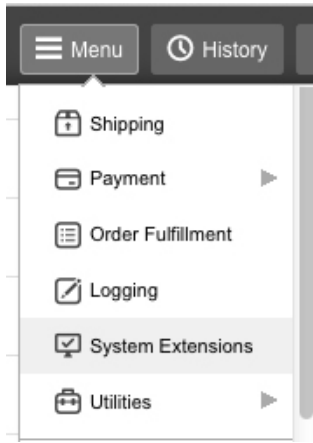 Menu
History
Shipping
Payment
Order Fulfillment
Logging
System Extensions
Utilities